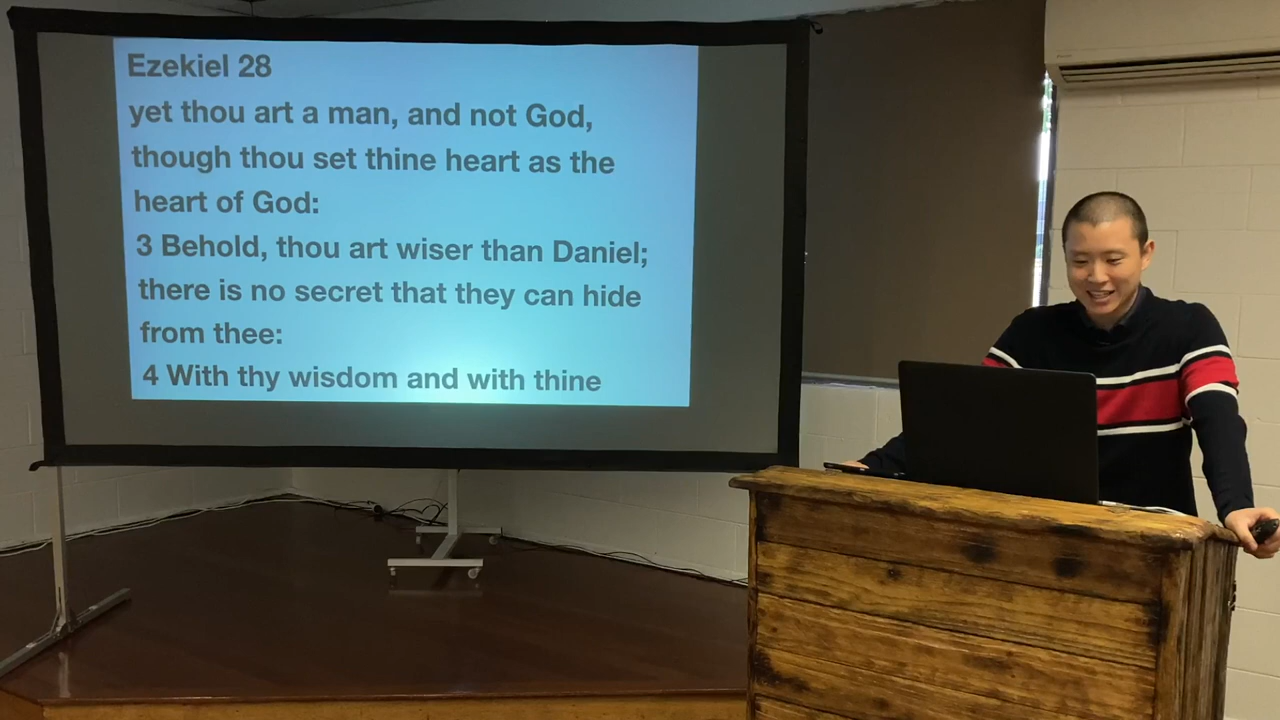 Ezekiel 28
yet thou art a man, and not God,
though thou set thine heart as the
heart of God:
3 Behold, thou art wiser than Daniel;
there is no secret that they can hide
from thee:
4 With thy wisdom and with thine